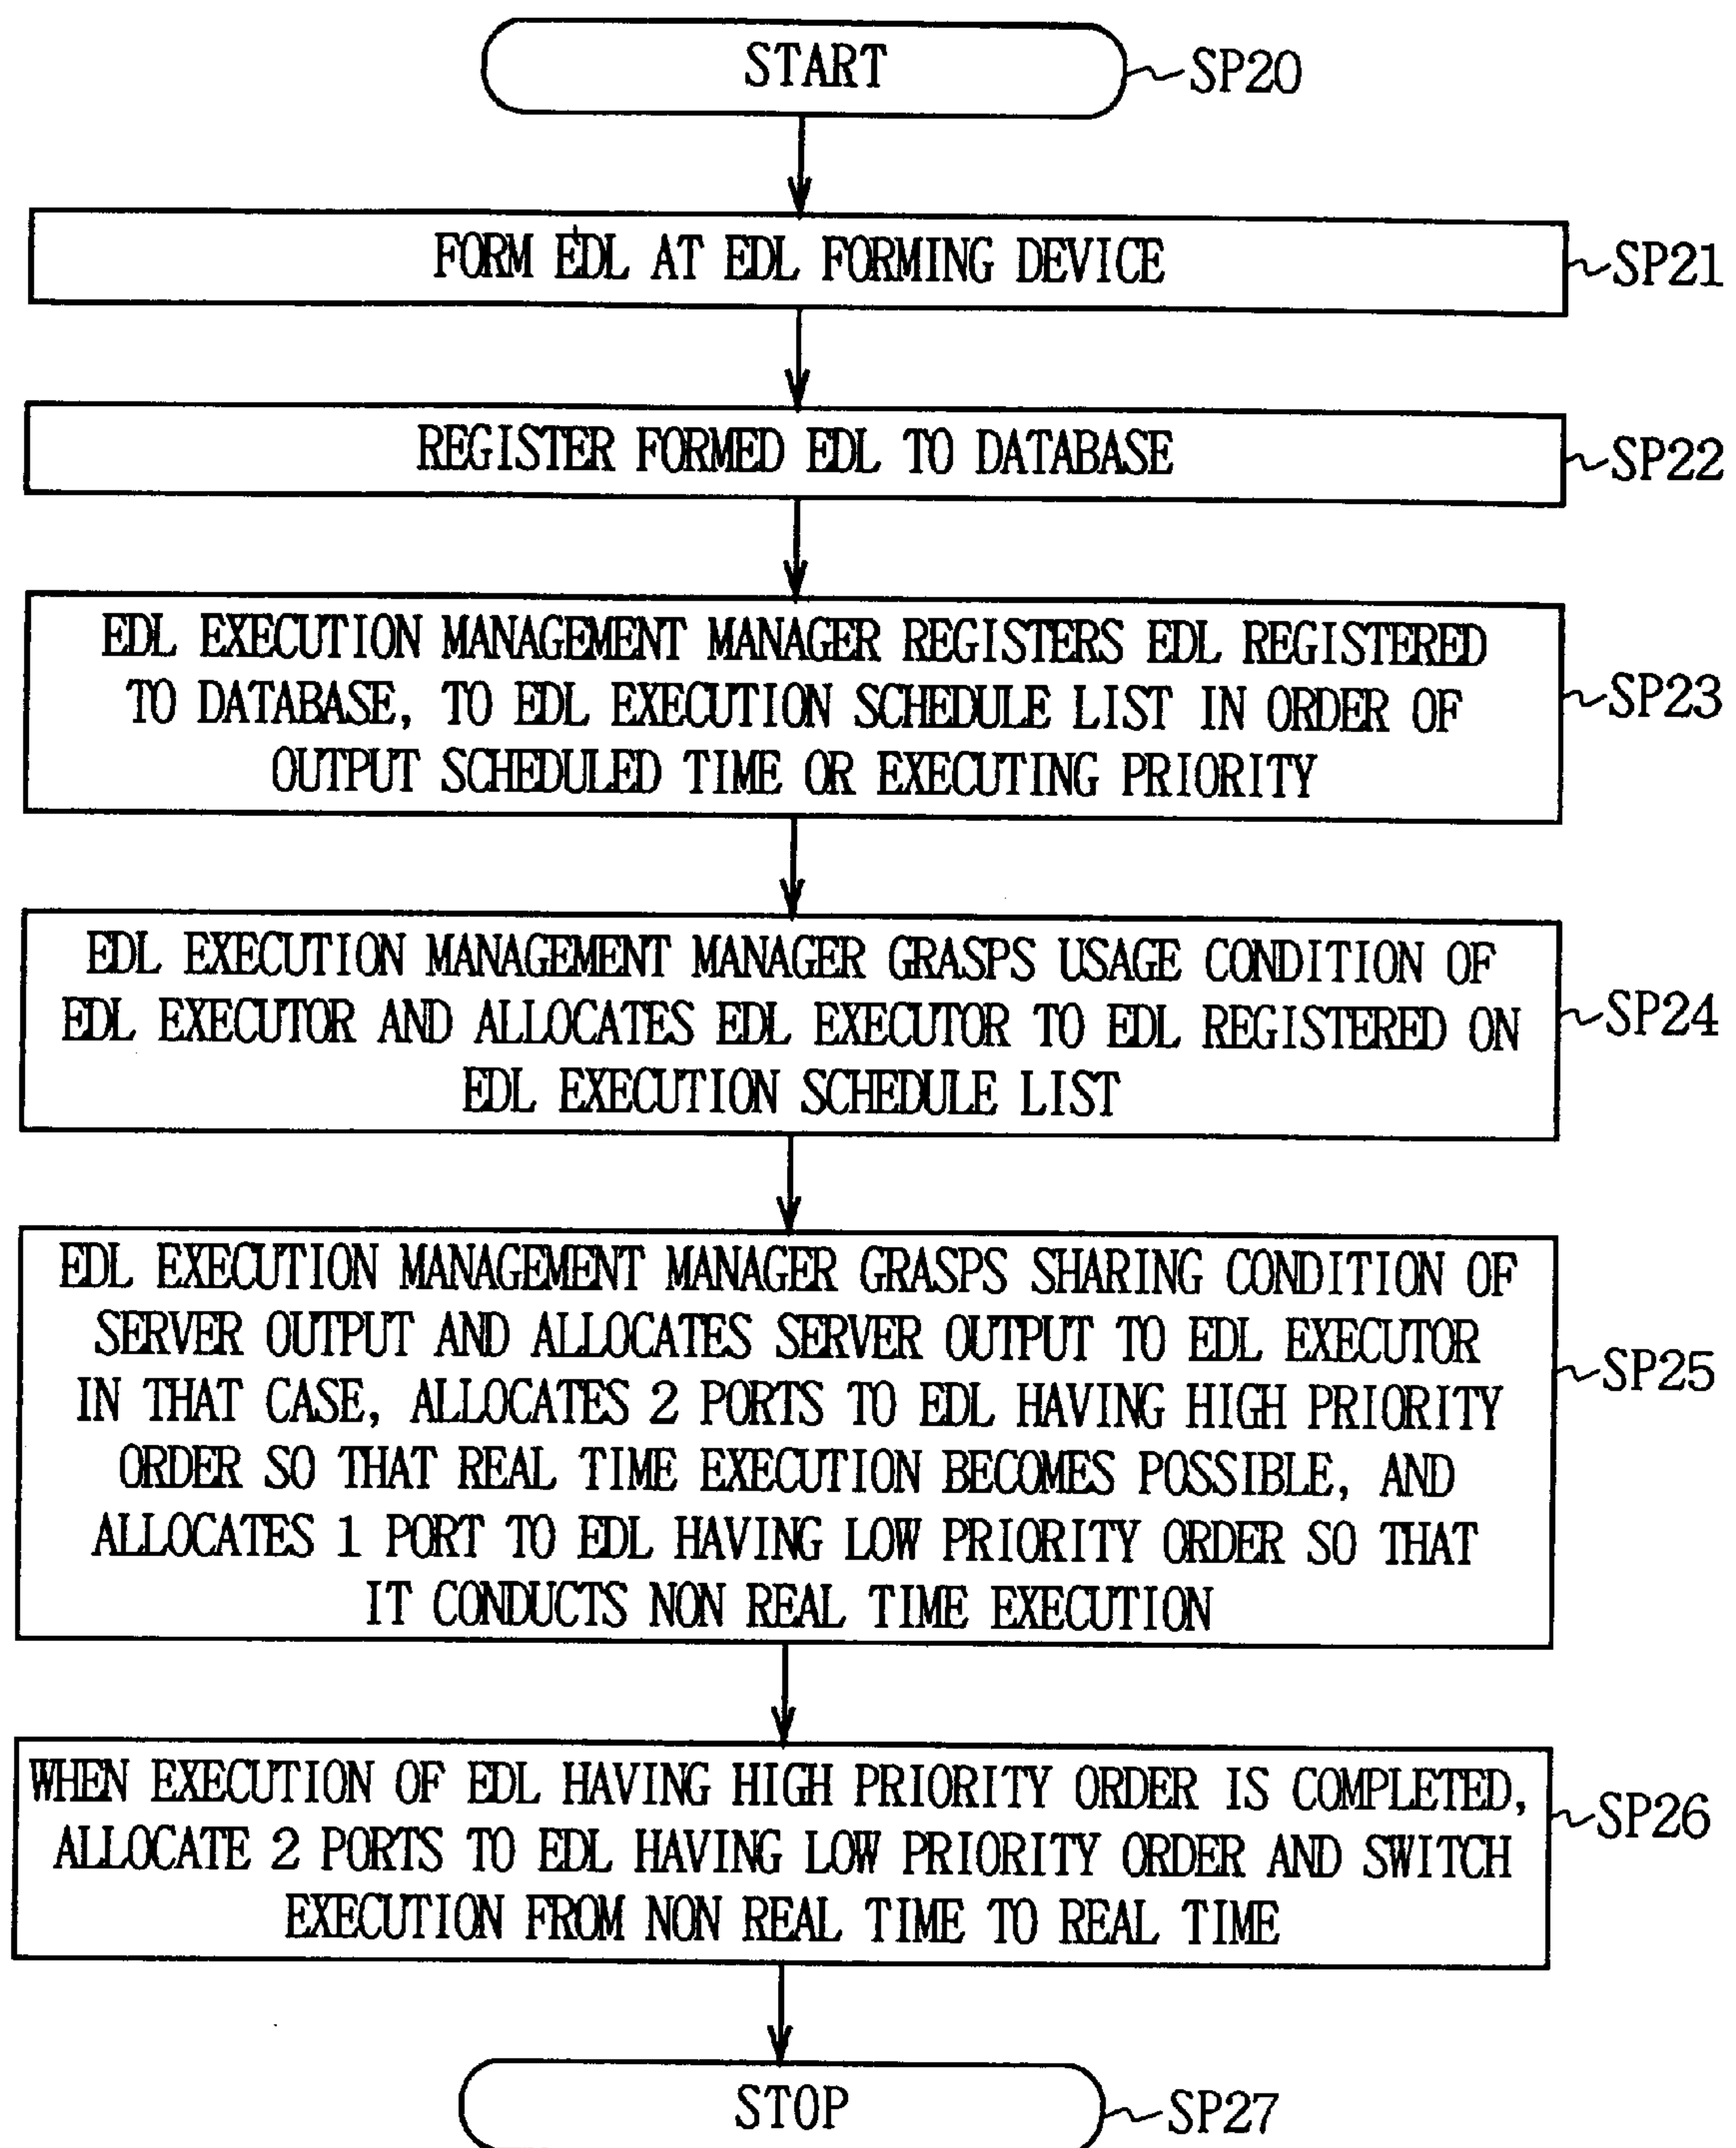 START
SP20
FORM EDL AT EDL FORMING DEVICE
SP21
REGISTER FORMED EDL TO DATABASE
SP22
EDL EXECUTION MANAGEMENT MANAGER REGISTERS EDL REGISTERED
TO DATABASE, TO EDL EXECUTION SCHEDULE LIST IN ORDER OF
OUTPUT SCHEDULED TIME OR EXECUTING PRIORITY
SP23
EDL EXECUTION MANAGEMENT MANAGER GRASPS USAGE CONDITION OF
EDL EXECUTOR AND ALLOCATES EDL EXECUTOR TO EDL REGISTERED ON
EDL EXECUTION SCHEDULE LIST
SP24
EDL EXECUTION MANAGEMENT MANAGER GRASPS SHARING CONDITION OF
SERVER OUTPUT AND ALLOCATES SERVER OUTPUT TO EDL EXECUTOR
IN THAT CASE, ALLOCATES 2 PORTS TO EDL HAVING HIGH PRIORITY
ORDER SO THAT REAL TIME EXECUTION BECOMES POSSIBLE, AND
ALLOCATES 1 PORT TO EDL HAVING LOW PRIORITY ORDER SO THAT
IT CONDUCTS NON REAL TIME EXECUTION
SP25
WHEN EXECUTION OF EDL HAVING HIGH PRIORITY ORDER IS COMPLETED,
ALLOCATE 2 PORTS TO EDL HAVING LOW PRIORITY ORDER AND SWITCH
EXECUTION FROM NON REAL TIME TO REAL TIME
SP26
STOP
SP27